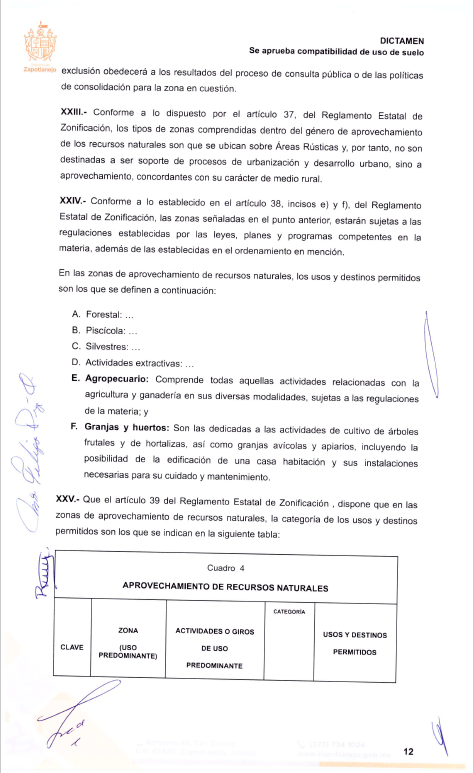 Zapotlanejo
DICTAMEN
Se aprueba compatibilidad de uso de suelo
exclusión obedecerá a los resultados del proceso de consulta pública o de las políticas
de consolidación para la zona en cuestión.
XXIII.- Conforme a lo dispuesto por el artículo 37, del Reglamento Estatal de
Zonificación, los tipos de zonas comprendidas dentro del género de aprovechamiento
de los recursos naturales son que se ubican sobre Áreas Rústicas y, por tanto, no son
destinadas a ser soporte de procesos de urbanización y desarrollo urbano, sino a
aprovechamiento, concordantes con su carácter de medio rural.
XXIV.- Conforme a lo establecido en el artículo 38, incisos e) y f), del Reglamento
Estatal de Zonificación, las zonas señaladas en el punto anterior, estarán sujetas a las
regulaciones establecidas por las leyes, planes y programas competentes en la
materia, además de las establecidas en el ordenamiento en mención.
En las zonas de aprovechamiento de recursos naturales, los usos y destinos permitidos
son los que se definen a continuación:
A. Forestal: ...
B. Piscícola: ...
C. Silvestres: ...
D. Actividades extractivas: ...
E. Agropecuario: Comprende todas aquellas actividades relacionadas con la
agricultura y ganadería en sus diversas modalidades, sujetas a las regulaciones
de la materia; y
F. Granjas y huertos: Son las dedicadas a las actividades de cultivo de árboles
frutales y de hortalizas, así como granjas avícolas y apiarios, incluyendo la
posibilidad de la edificación de una casa habitación y sus instalaciones
necesarias para su cuidado y mantenimiento.
XXV.- Que el artículo 39 del Reglamento Estatal de Zonificación , dispone que en las
zonas de aprovechamiento de recursos naturales, la categoría de los usos y destinos
permitidos son los que se indican en la siguiente tabla:
Cuadro 4
APROVECHAMIENTO DE RECURSOS NATURALES
CLAVE
ZONA
(USO
PREDOMINANTE)
ACTIVIDADES O GIROS
DE USO
PREDOMINANTE
CATEGORÍA
USOS Y DESTINOS
PERMITIDOS
12